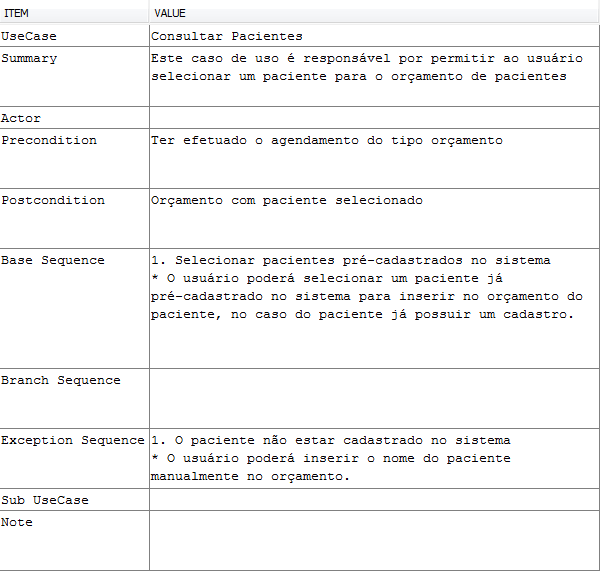 ITEM VALUE
UseCase Consultar Pacientes
Summary Este caso de uso é responsável por permitir ao usuário
selecionar um paciente para o orçamento de pacientes
Actor
Precondition Ter efetuado o agendamento do tipo orçamento
Postcondition Orçamento com paciente selecionado
Base Sequence 1. Selecionar pacientes pré-cadastrados no sistema
* O usuário poderá selecionar um paciente já
pré-cadastrado no sistema para inserir no orçamento do
paciente, no caso do paciente já possuir um cadastro.
Branch Sequence
Exception Sequence 1. O paciente não estar cadastrado no sistema
* O usuário poderá inserir o nome do paciente
manualmente no orçamento.
Sub UseCase
Note